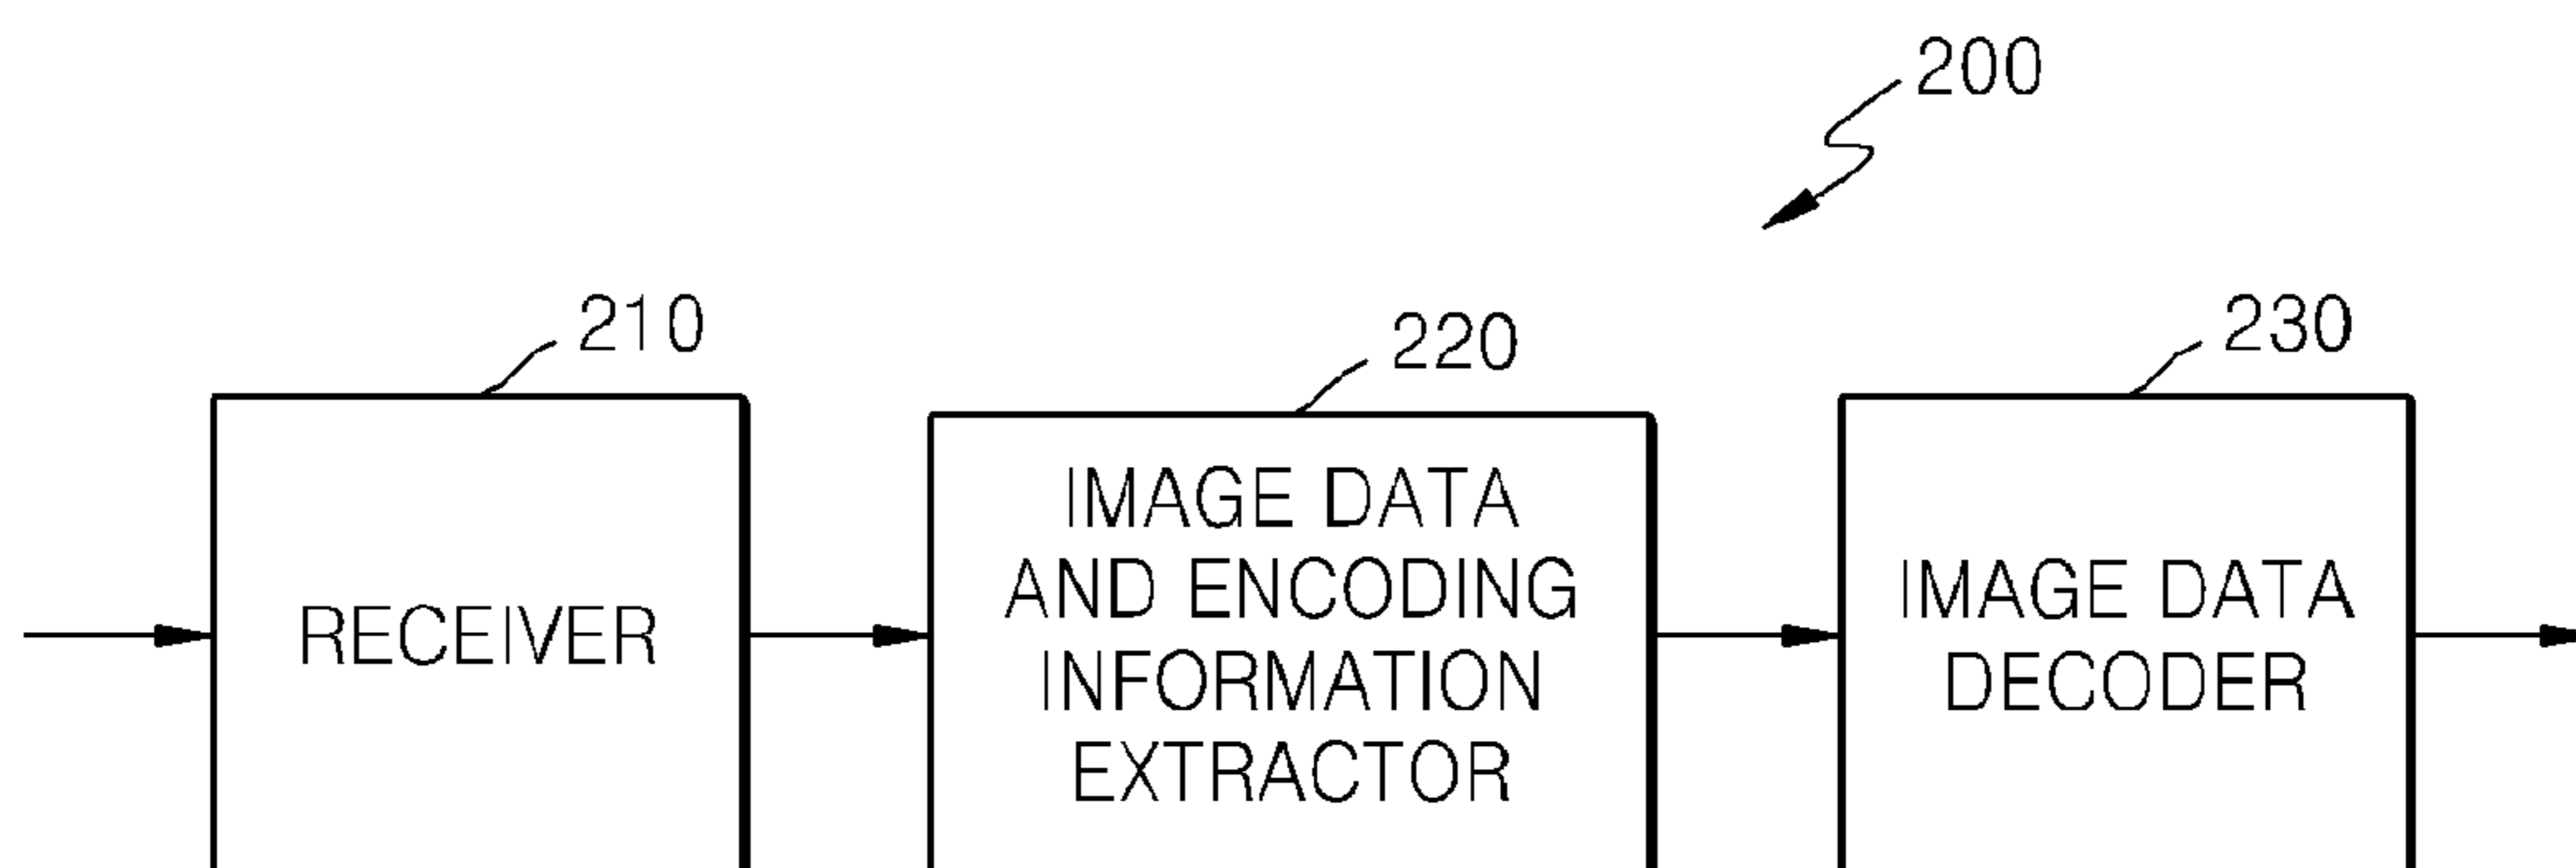 200
210
220
230
RECEIVER
IMAGE DATA
AND ENCODING
INFORMATION
EXTRACTOR
IMAGE DATA
DECODER